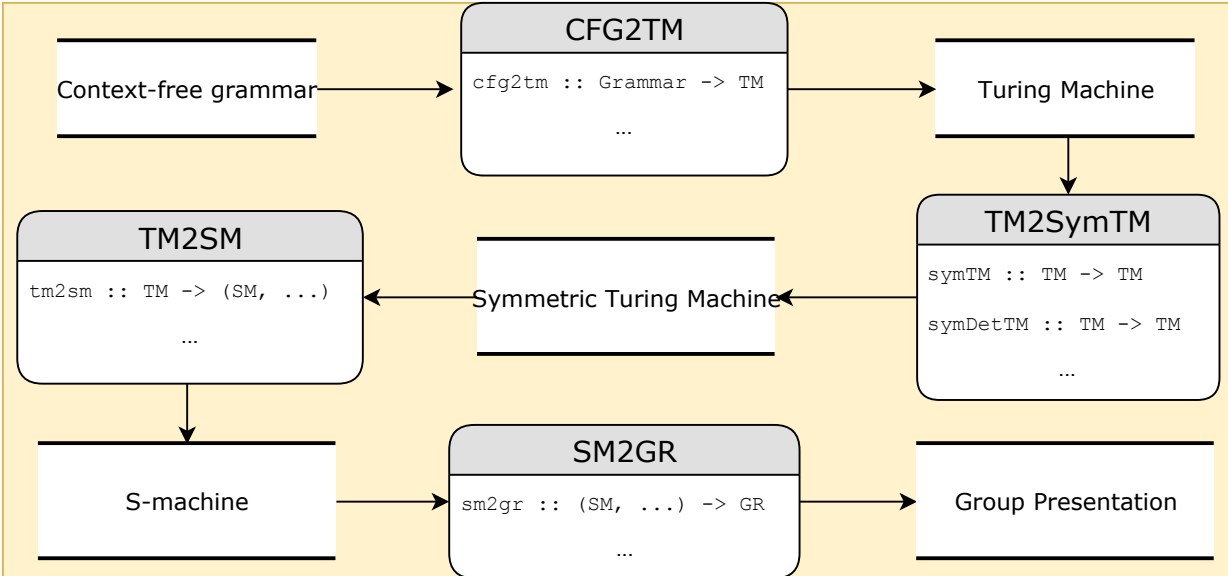 CFG2TM
Context-free grammar
cfg2tm :: Grammar -> TM
...
Turing Machine
TM2SM
tm2sm :: TM -> (SM, ...)
...
Symmetric Turing Machine
TM2SymTM
symTM :: TM -> TM
symDetTM :: TM -> TM
...
S-machine
SM2GR
sm2gr :: (SM, ...) -> GR
...
Group Presentation